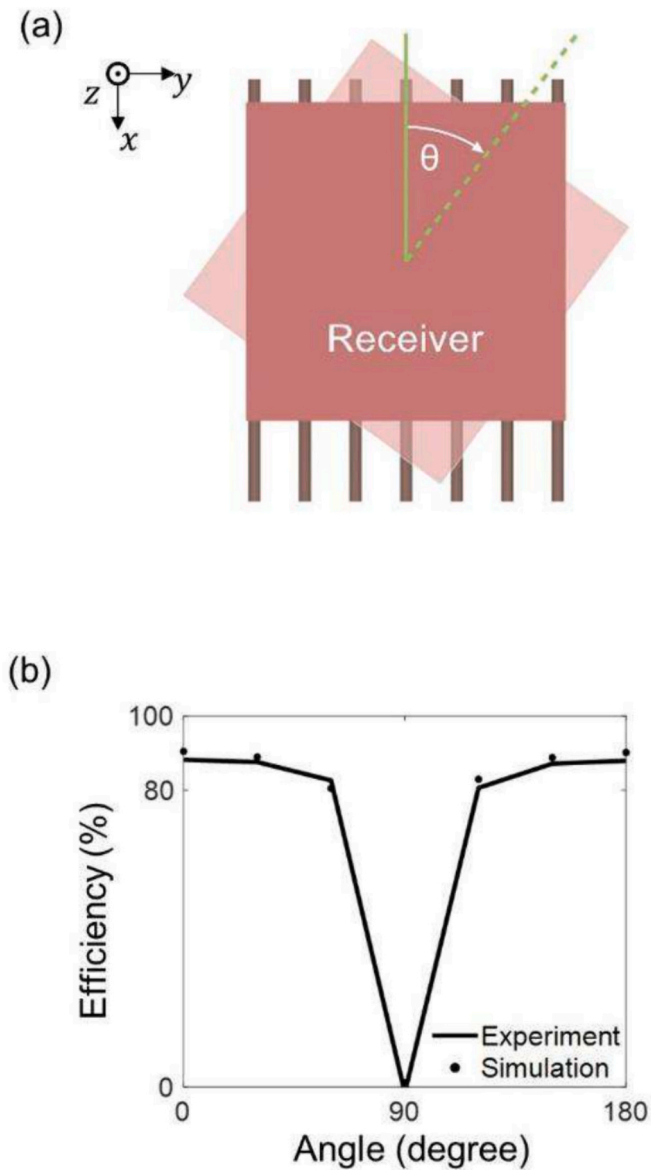 (a)
z
y
x
θ
Receiver
(b)
100
80
0
Efficiency (%)
Experiment
Simulation
0
90
180
Angle (degree)